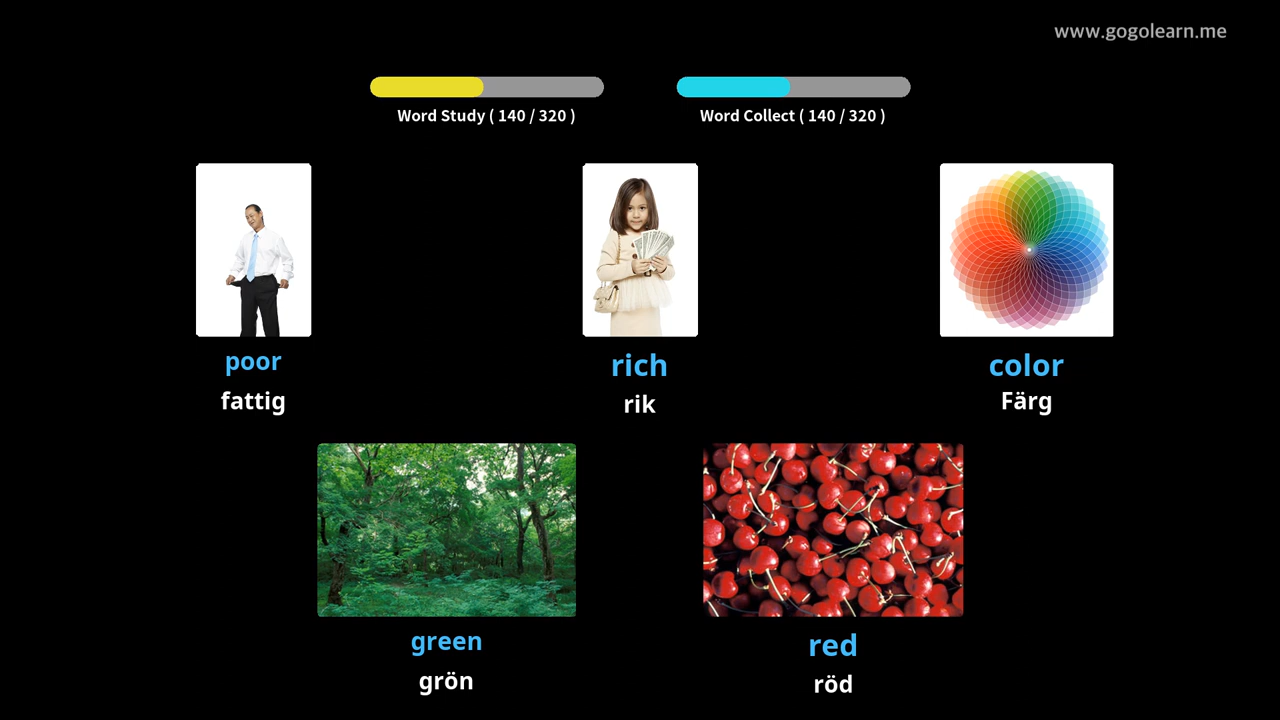 www.gogolearn.me
Word Study ( 140 / 320 )
Word Collect ( 140 / 320 )
poor
fattig
rich
rik
color
Färg
green
grön
red
röd